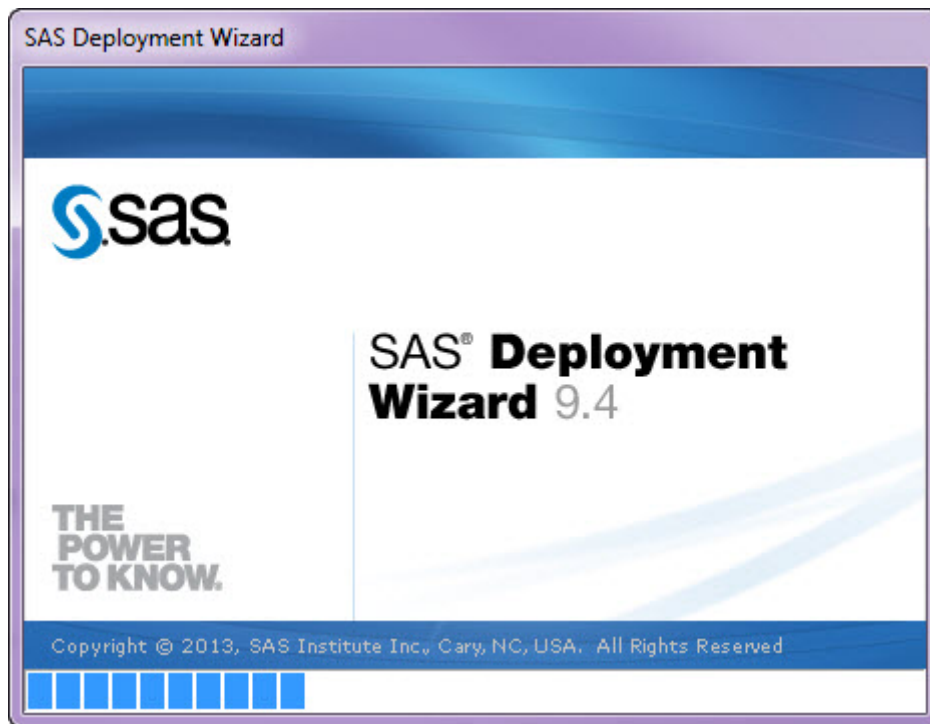 SAS Deployment Wizard
sas
SAS® Deployment
Wizard 9.4
THE
POWER
TO KNOW.
Copyright © 2013, SAS Institute Inc., Cary, NC, USA. All Rights Reserved